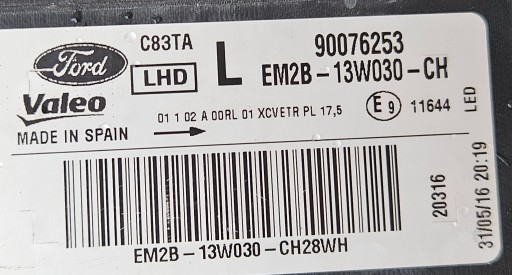 C83TA
Ford
LHD
L
90076253
EM2B-13W030-CH
Valeo
MADE IN SPAIN
01 1 02 A 00RL 01 XCVETR PL 17,5
E9
11644
LED
20316
31/05/16 20:19
EM2B-13W030-CH28WH